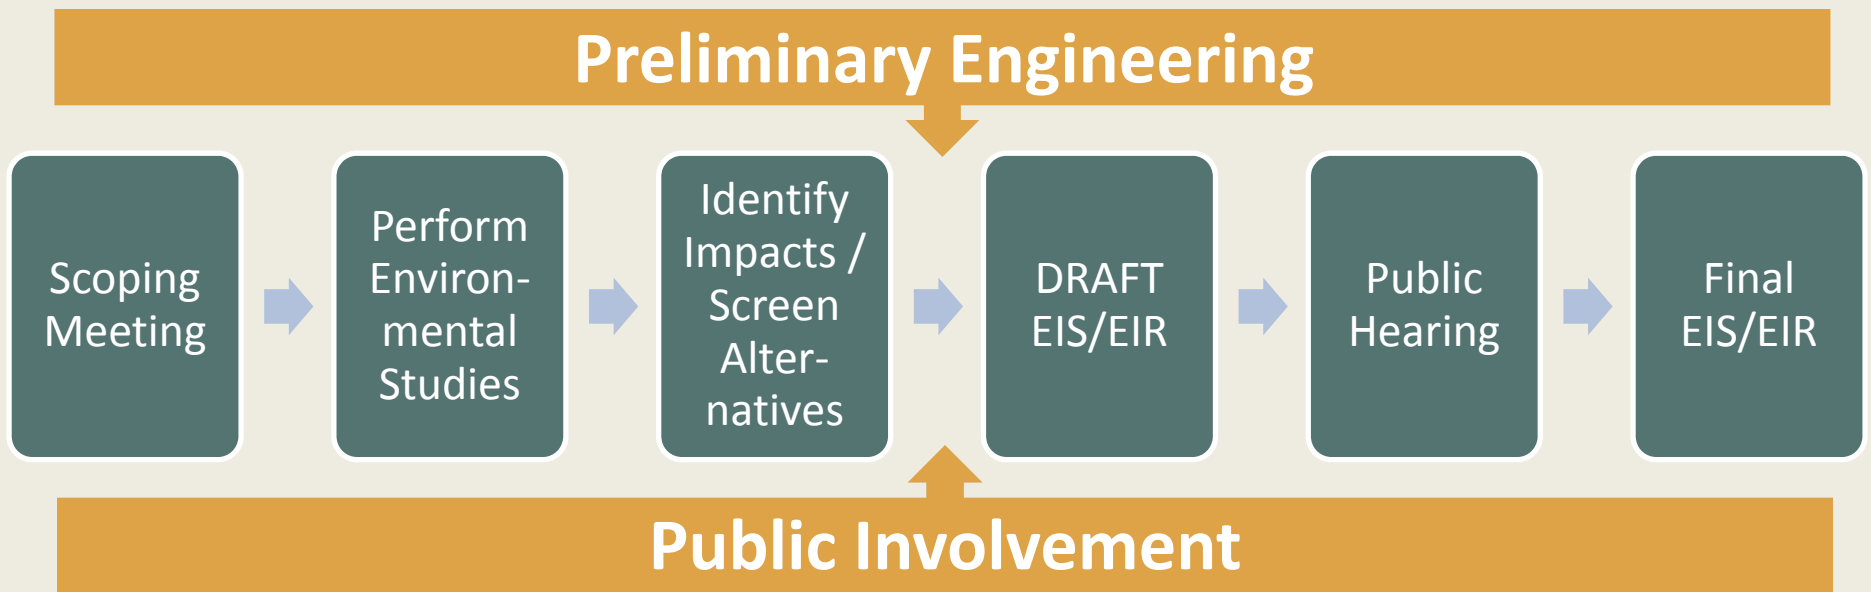 Preliminary Engineering
Scoping
Meeting
Perform
Environ-
mental
Studies
Identify
Impacts /
Screen
Alter-
natives
DRAFT
EIS/EIR
Public
Hearing
Final
EIS/EIR
Public Involvement